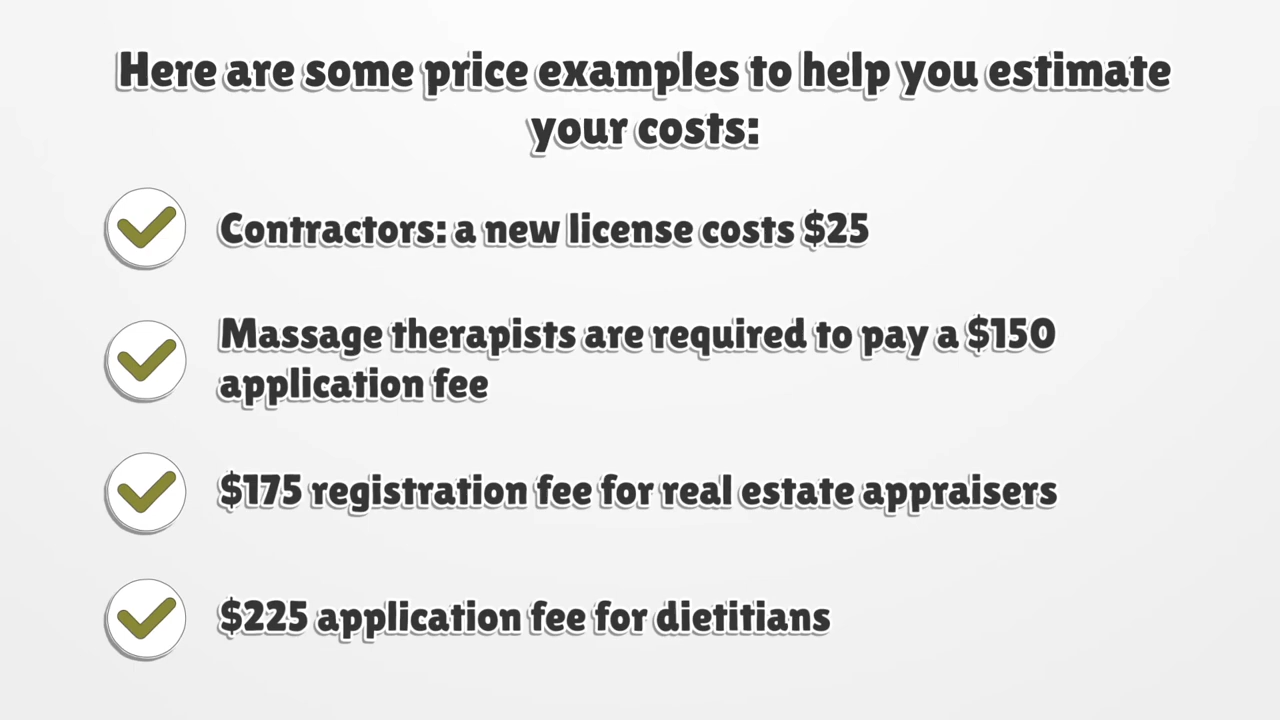 Here are some price examples to help you estimate
your costs:
Contractors: a new license costs $25
Massage therapists are required to pay a $150
application fee
$175 registration fee for real estate appraisers
$225 application fee for dietitians